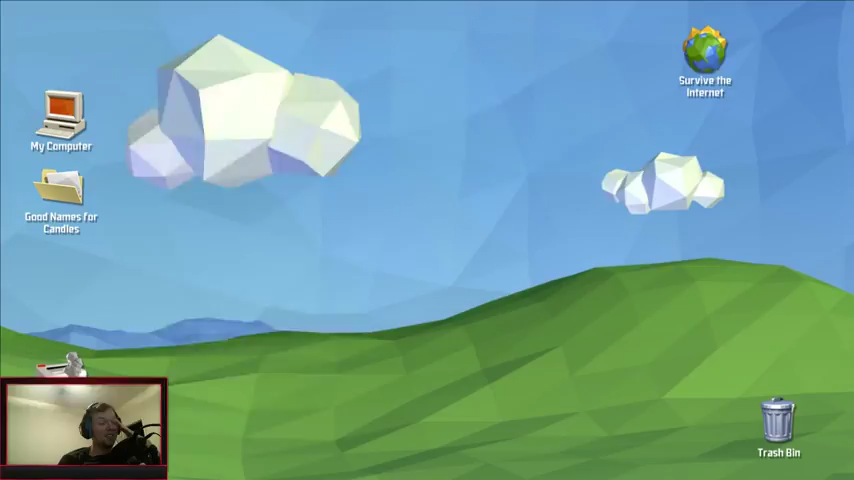 Survive the
Internet
My Computer
Good Names for
Candles
Trash Bin